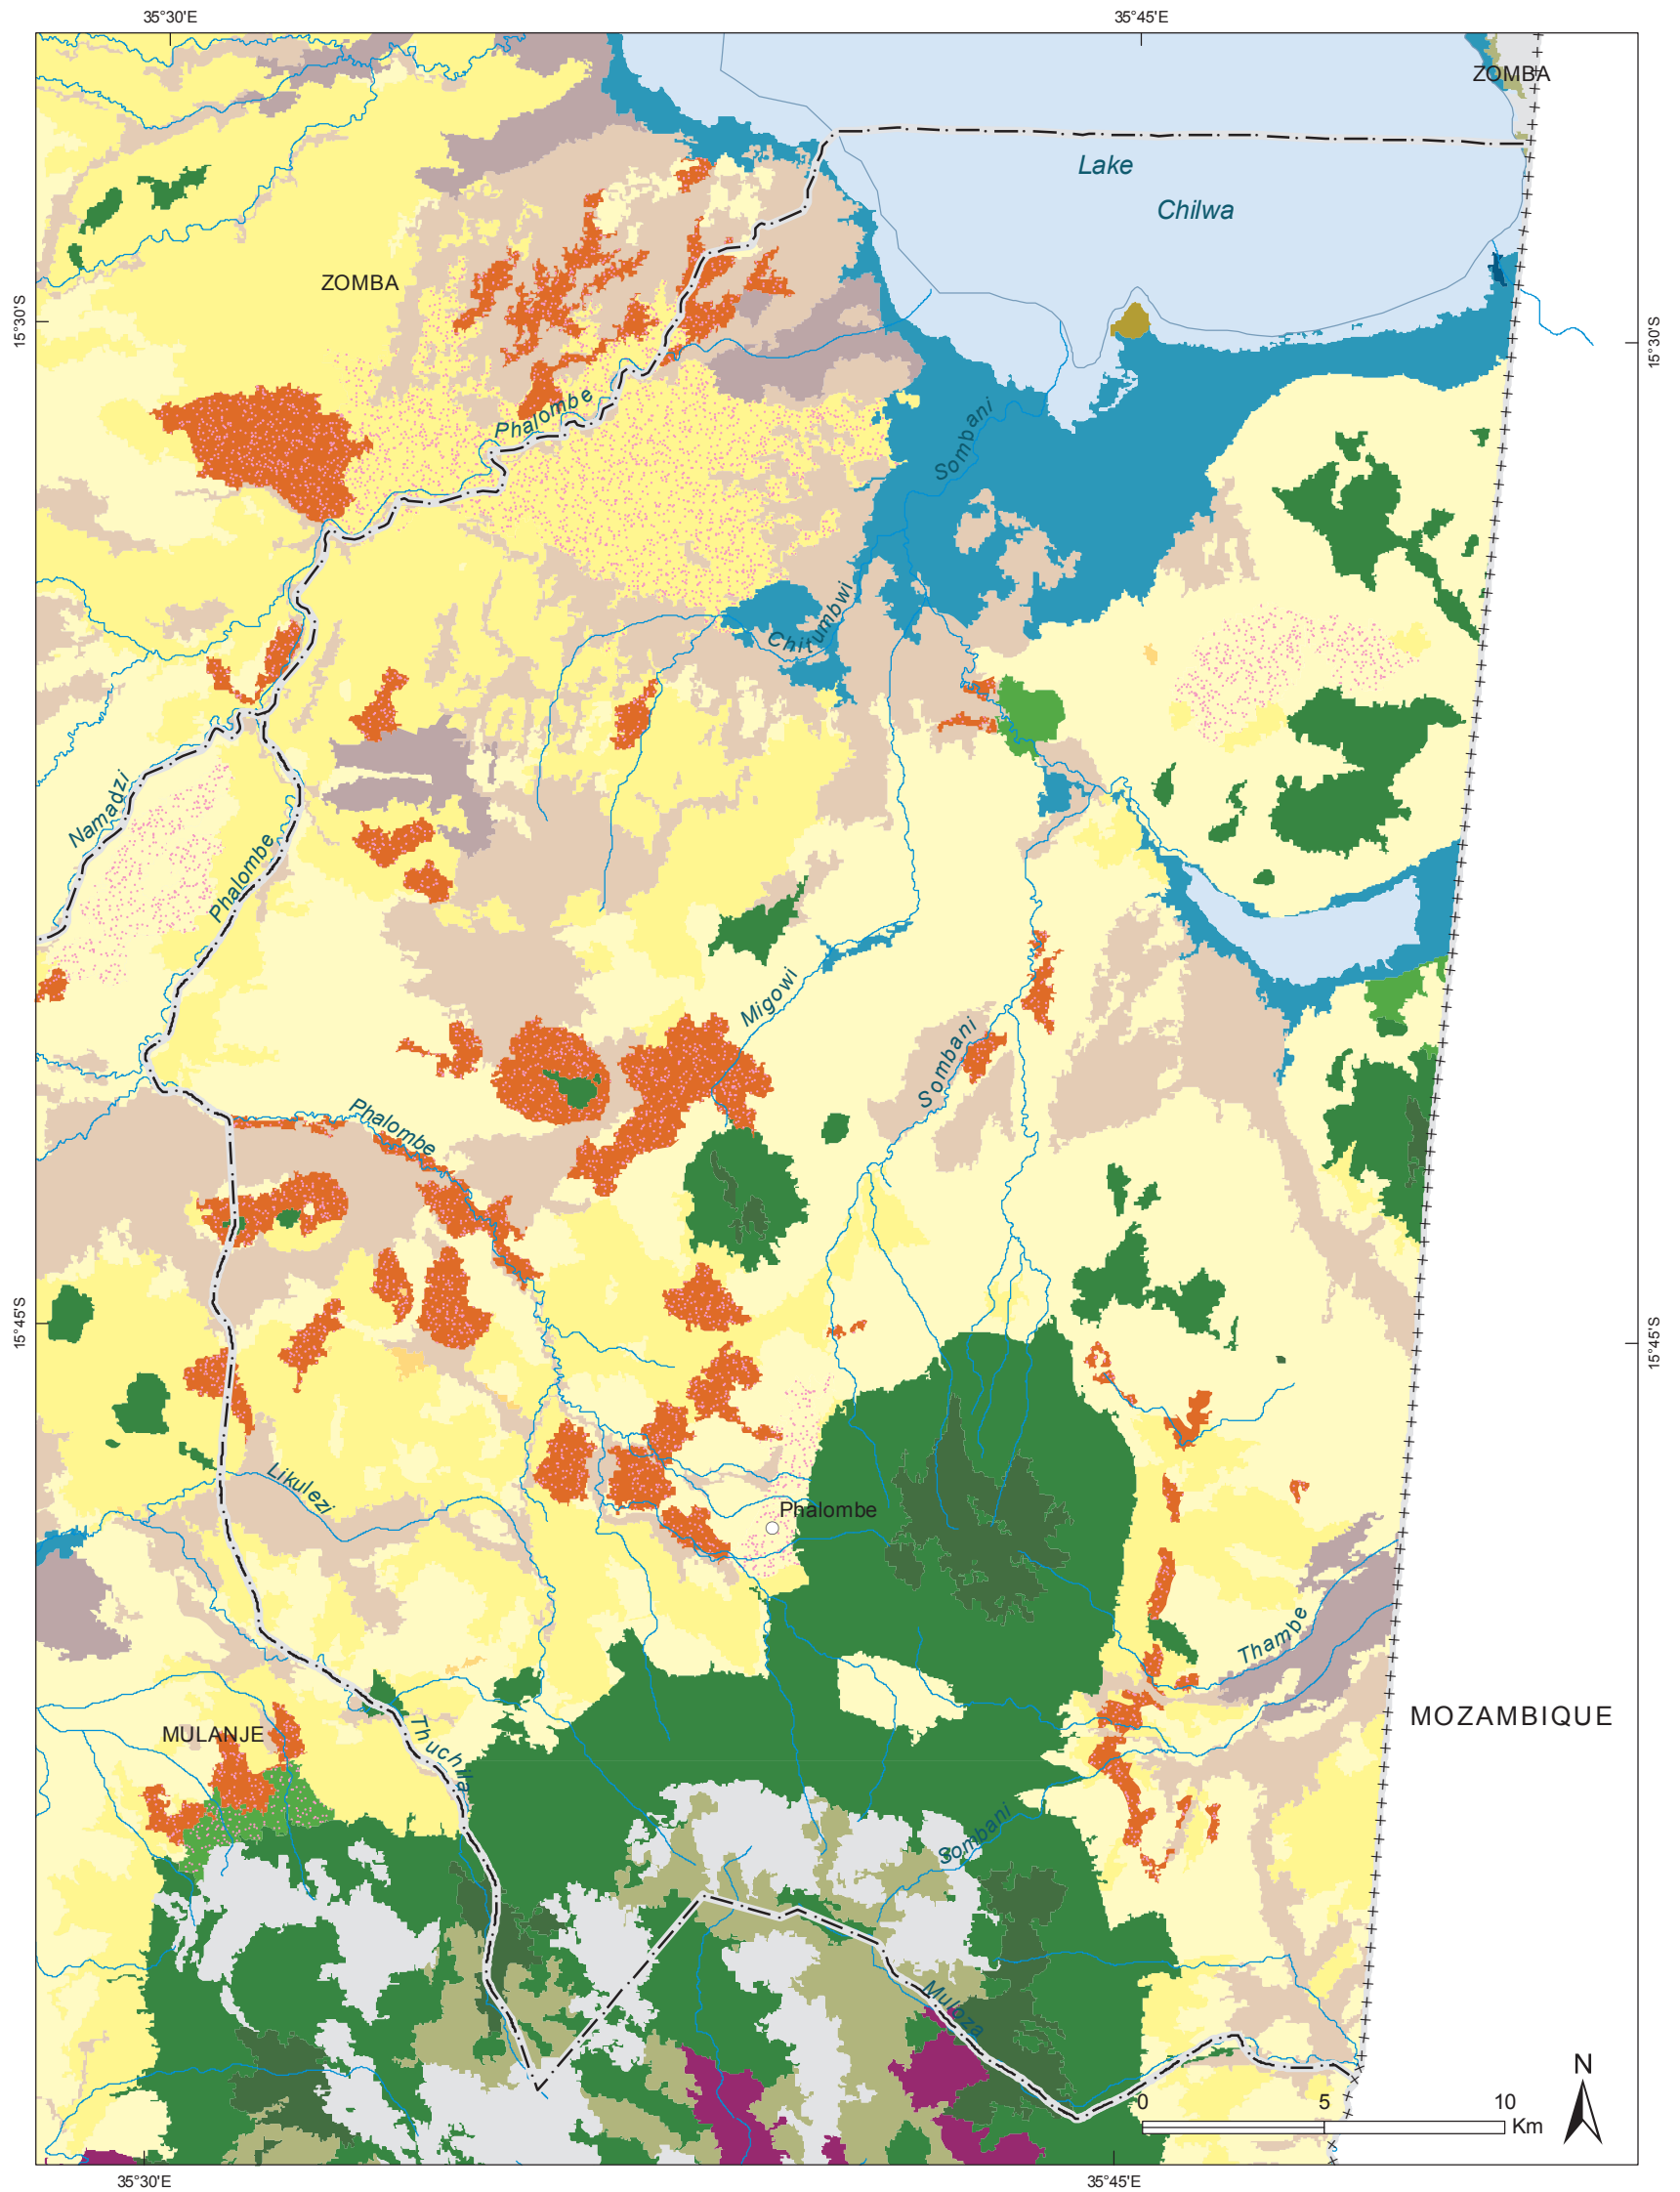 35°30'E
35°45'E
ZOMBA
Lake
Chilwa
ZOMBA
15°30'S
15°30'S
Phalombe
Sombani
Chitumbwi
Namadzi
Phalombe
Migowi
Sombani
Phalombe
15°45'S
15°45'S
Likulezi
Phalombe
Thambe
MULANJE
Thuchila
MOZAMBIQUE
Sombani
Muloza
N
0
5
10
Km
35°30'E
35°45'E